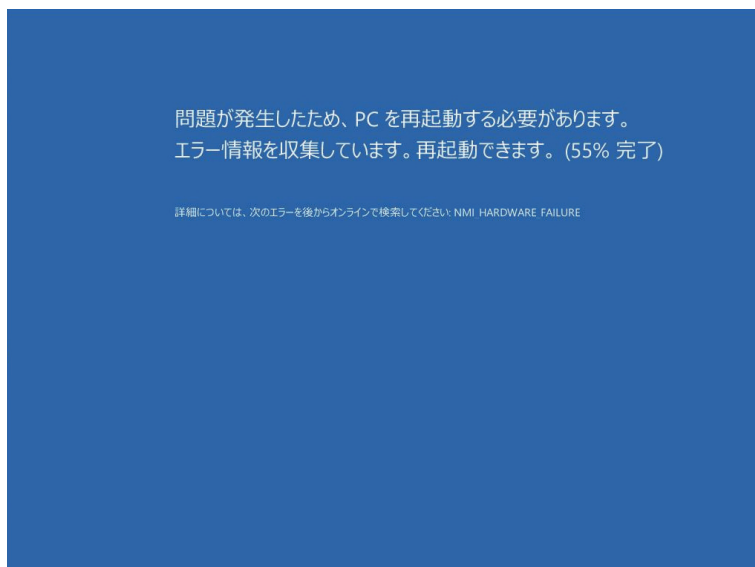 問題が発生したため、PC を再起動する必要があります。
エラー情報を収集しています。再起動できます。 (55% 完了)
詳細については、次のエラーを後からオンラインで検索してください: NMI_HARDWARE_FAILURE